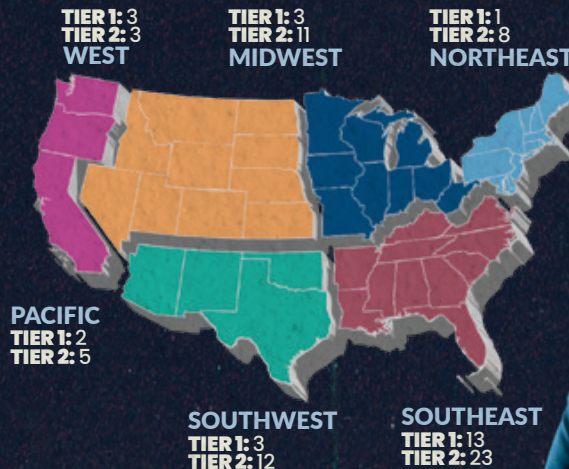 TIER 1: 3
TIER 2: 3
WEST
TIER 1: 3
TIER 2: 11
MIDWEST
TIER 1: 1
TIER 2: 8
NORTHEAST
PACIFIC
TIER 1: 2
TIER 2: 5
SOUTHWEST
TIER 1: 3
TIER 2: 12
SOUTHEAST
TIER 1: 13
TIER 2: 23